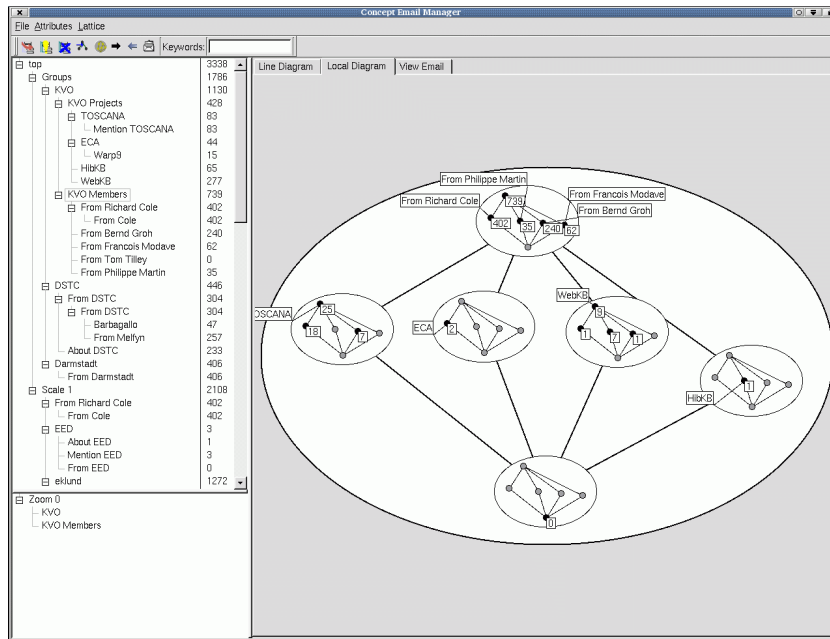 Concept Email Manager
File Attributes Lattice
Keywords:
top 3338
Groups 1786
KVO 1130
KVO Projects 428
TOSCANA 83
Mention TOSCANA 83
ECA 44
Warp9 15
HibKB 65
WebKB 277
KVO Members 739
From Richard Cole 402
From Cole 402
From Bernd Groh 240
From Francois Modave 62
From Tom Tilley 0
From Philippe Martin 35
DSTC 446
From DSTC 304
From DSTC 304
Barbagallo 47
From Melfyn 257
About DSTC 233
Darmstadt 406
From Darmstadt 406
Scale 1 2108
From Richard Cole 402
From Cole 402
EED 3
About EED 1
Mention EED 3
From EED 0
eklund 1272
Zoom 0
KVO
KVO Members
Line Diagram Local Diagram View Email
From Philippe Martin
From Richard Cole
From Francois Modave
From Bernd Groh
739
402 35 240 62
OSCANA
25
18 7
ECA
2
WebKB
9
1 7 1
HibKB
1
0